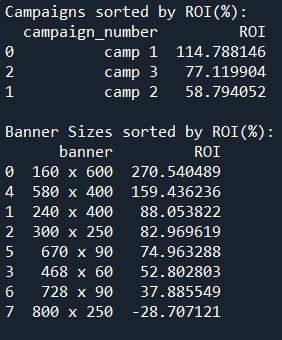 Campaigns sorted by ROI(%):
campaign_number ROI
0 camp 1 114.788146
2 camp 3 77.119904
1 camp 2 58.794052
Banner Sizes sorted by ROI(%):
banner ROI
0 160 x 600 270.540489
4 580 x 400 159.436236
1 240 x 400 88.053822
2 300 x 250 82.969619
5 670 x 90 74.963288
3 468 x 60 52.802803
6 728 x 90 37.885549
7 800 x 250 -28.707121